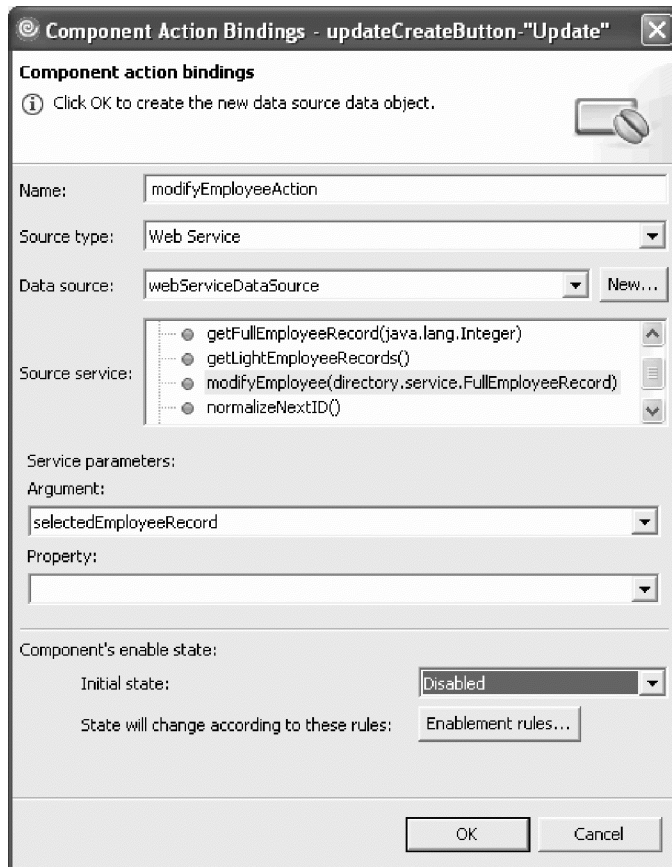 Component Action Bindings - updateCreateButton-"Update"
Component action bindings
Click OK to create the new data source data object.
Name: modifyEmployeeAction
Source type: Web Service
Data source: webServiceDataSource New...
Source service:
getFullEmployeeRecord(java.lang.Integer)
getLightEmployeeRecords()
modifyEmployee(directory.service.FullEmployeeRecord)
normalizeNextID()
Service parameters:
Argument:
selectedEmployeeRecord
Property:
Component's enable state:
Initial state: Disabled
State will change according to these rules: Enablement rules...
OK Cancel